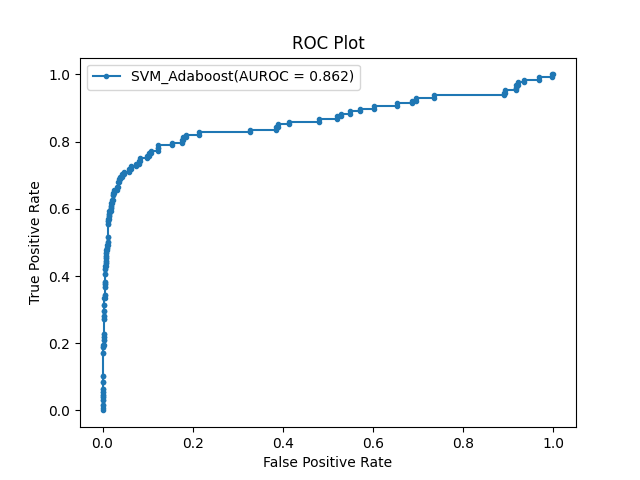 ROC Plot
SVM_Adaboost(AUROC = 0.862)
True Positive Rate
1.0
0.8
0.6
0.4
0.2
0.0
0.0 0.2 0.4 0.6 0.8 1.0
False Positive Rate